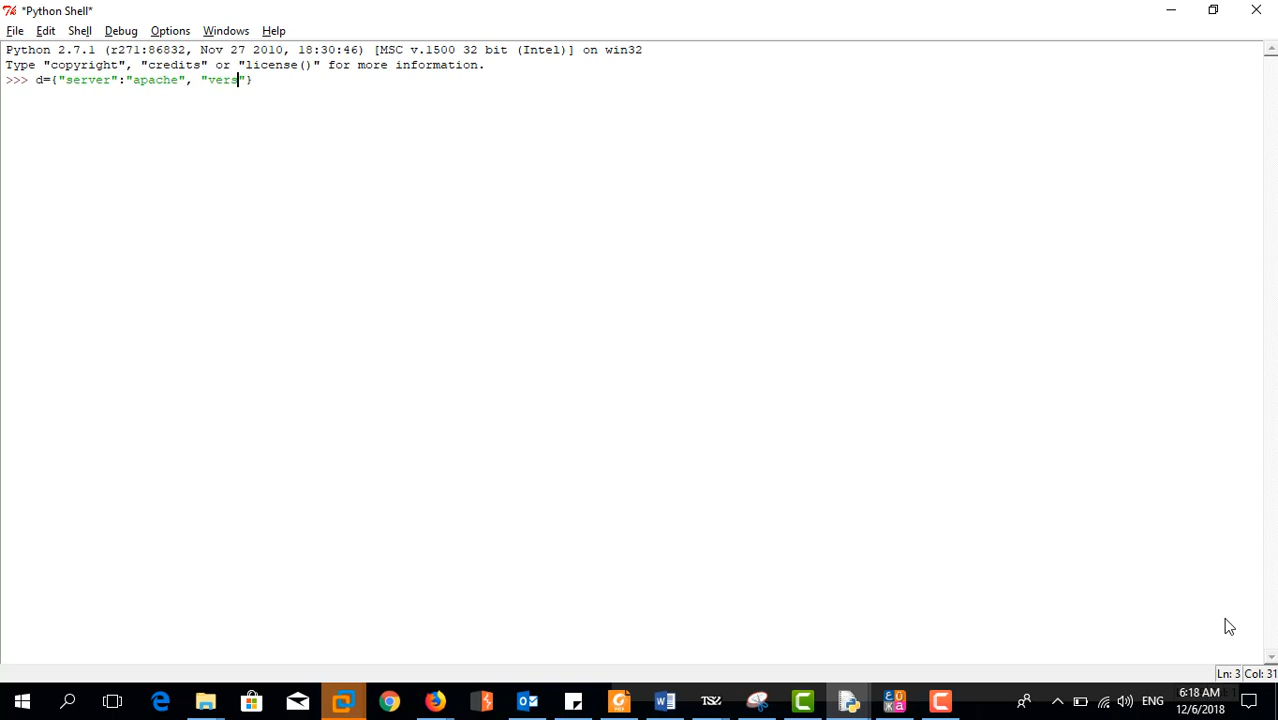 *Python Shell*
File Edit Shell Debug Options Windows Help
Python 2.7.1 (r271:86832, Nov 27 2010, 18:30:46) [MSC v.1500 32 bit (Intel)] on win32
Type "copyright", "credits" or "license()" for more information.
>>> d={"server":"apache", "vers"}
Ln: 3 Col: 31
TSZ
ENG
6:18 AM
12/6/2018